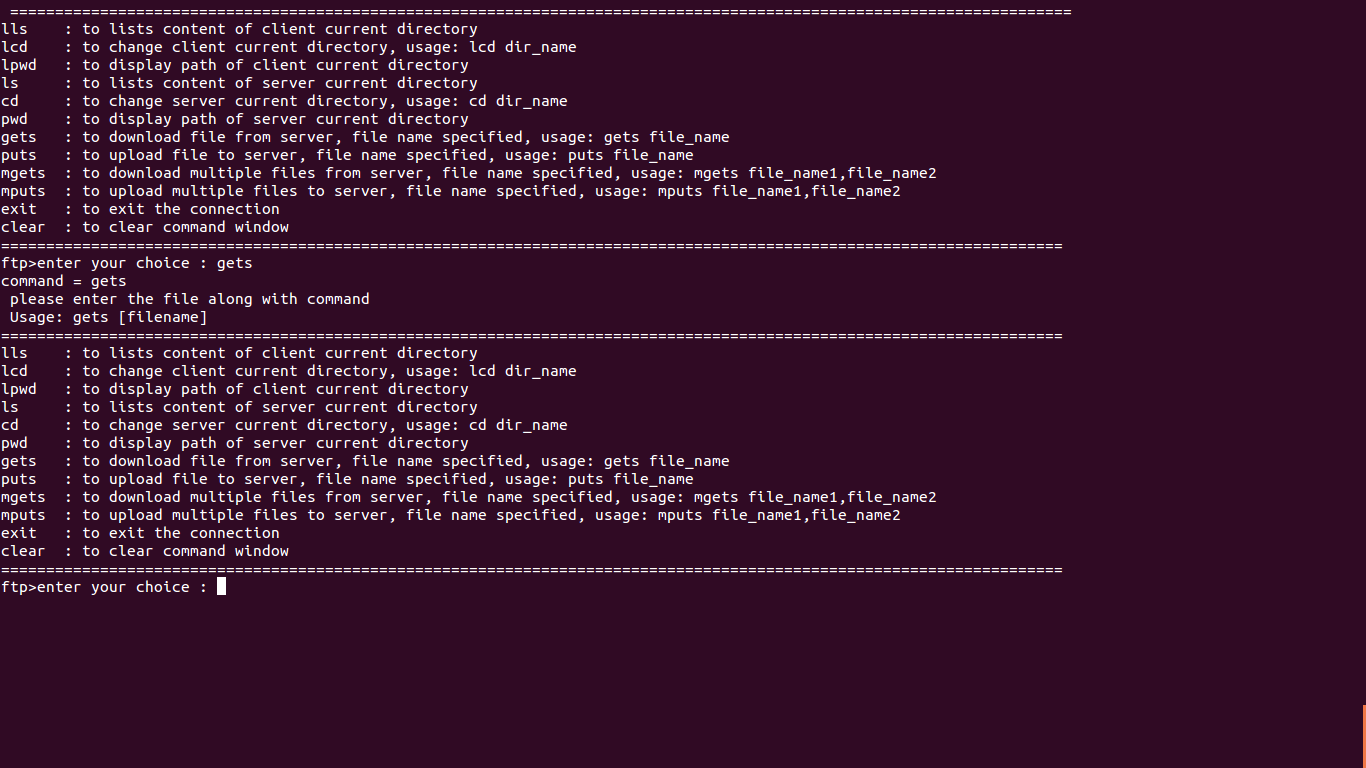 ======================================================================================================================
lls    : to lists content of client current directory
lcd    : to change client current directory, usage: lcd dir_name
lpwd   : to display path of client current directory
ls     : to lists content of server current directory
cd     : to change server current directory, usage: cd dir_name
pwd    : to display path of server current directory
gets   : to download file from server, file name specified, usage: gets file_name
puts   : to upload file to server, file name specified, usage: puts file_name
mgets  : to download multiple files from server, file name specified, usage: mgets file_name1,file_name2
mputs  : to upload multiple files to server, file name specified, usage: mputs file_name1,file_name2
exit   : to exit the connection
clear  : to clear command window
======================================================================================================================
ftp>enter your choice : gets
command = gets
 please enter the file along with command
 Usage: gets [filename]
======================================================================================================================
lls    : to lists content of client current directory
lcd    : to change client current directory, usage: lcd dir_name
lpwd   : to display path of client current directory
ls     : to lists content of server current directory
cd     : to change server current directory, usage: cd dir_name
pwd    : to display path of server current directory
gets   : to download file from server, file name specified, usage: gets file_name
puts   : to upload file to server, file name specified, usage: puts file_name
mgets  : to download multiple files from server, file name specified, usage: mgets file_name1,file_name2
mputs  : to upload multiple files to server, file name specified, usage: mputs file_name1,file_name2
exit   : to exit the connection
clear  : to clear command window
======================================================================================================================
ftp>enter your choice :